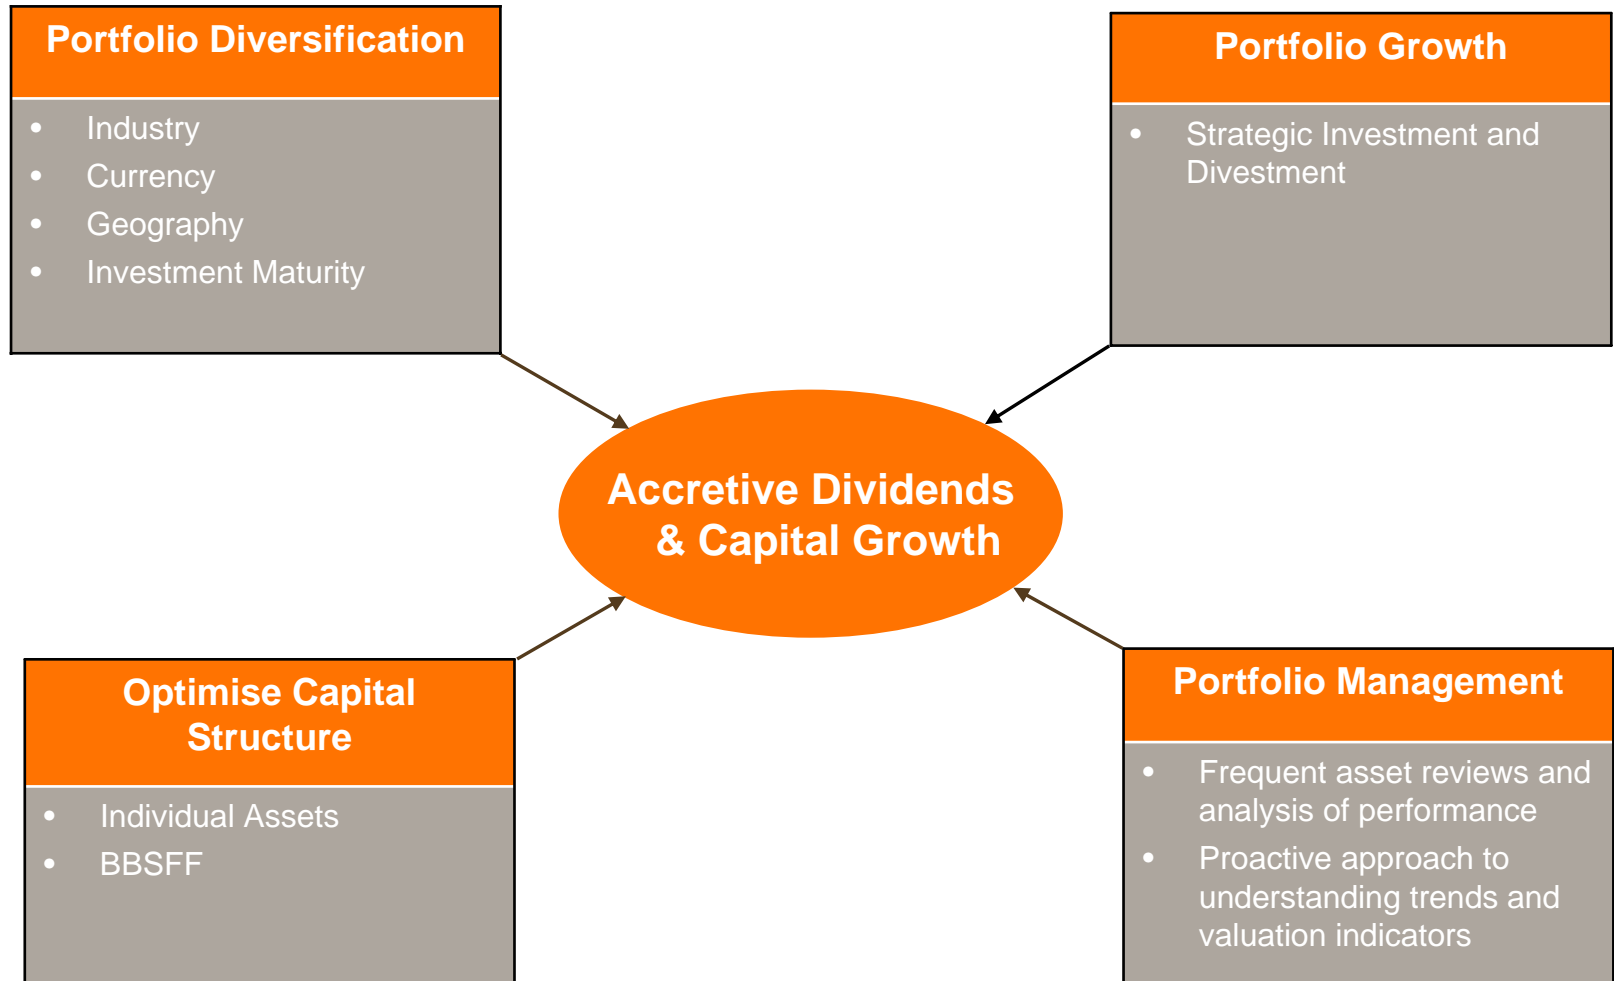 Portfolio Diversification
• Industry
• Currency
• Geography
• Investment Maturity
Portfolio Growth
• Strategic Investment and
Divestment
Accretive Dividends
& Capital Growth
Optimise Capital
Structure
• Individual Assets
• BBSFF
Portfolio Management
• Frequent asset reviews and
analysis of performance
• Proactive approach to
understanding trends and
valuation indicators